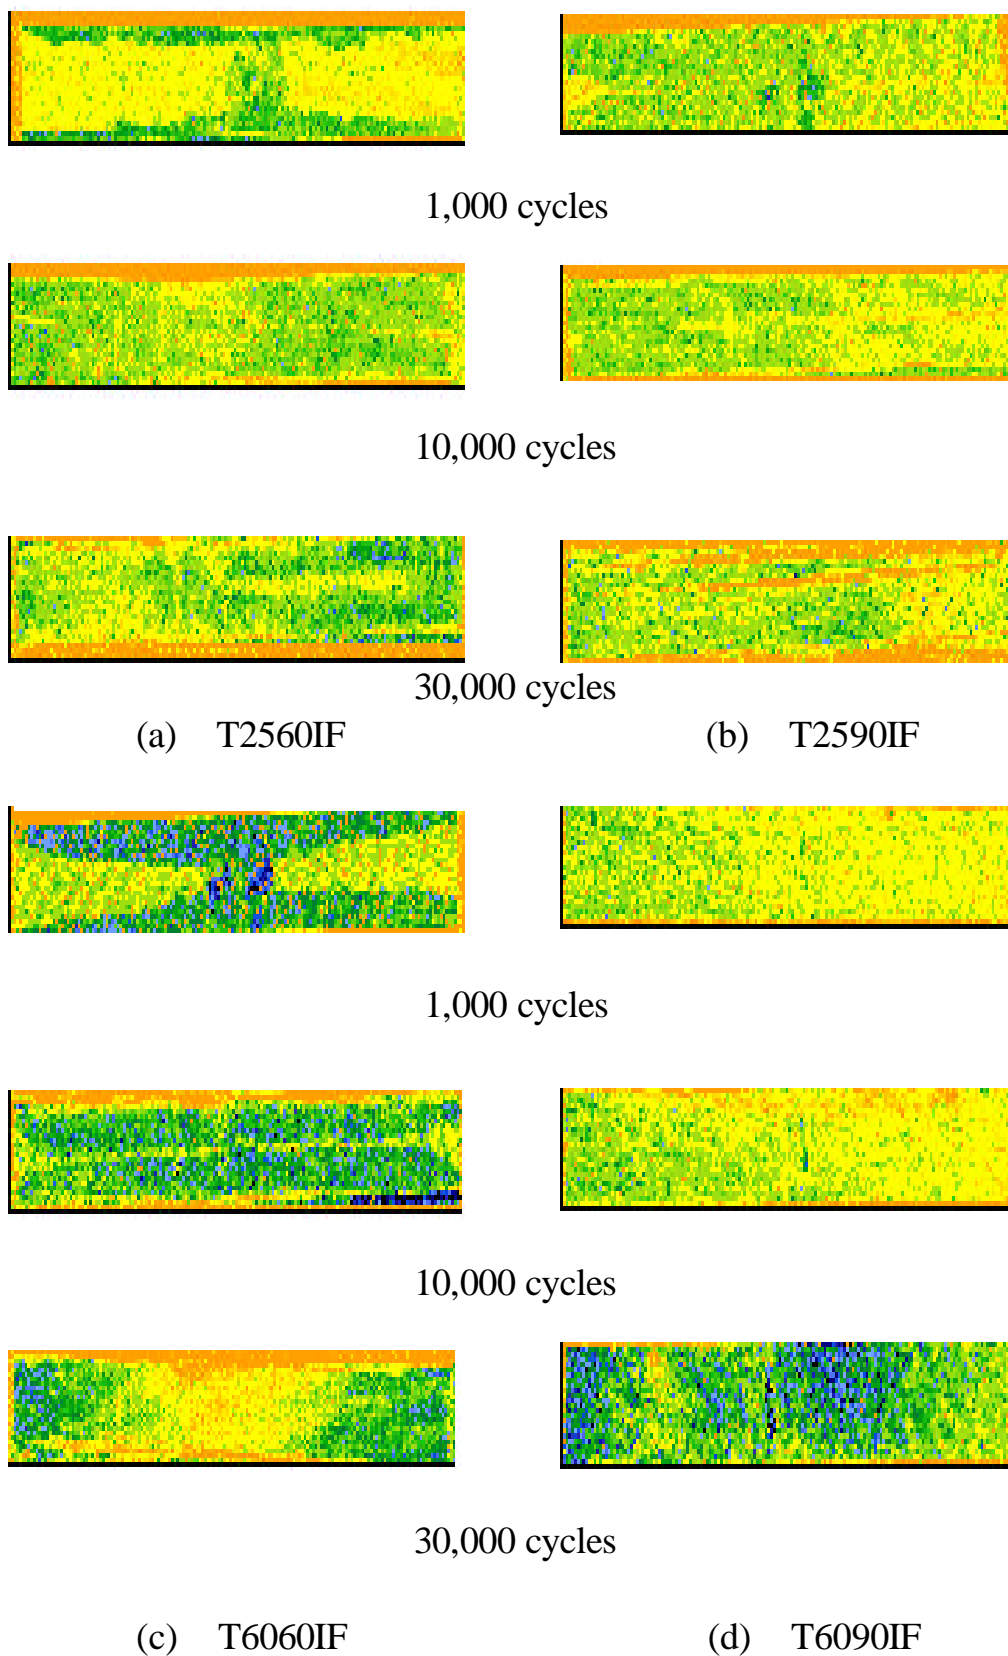 1,000 cycles
10,000 cycles
30,000 cycles
(a) T2560IF
(b) T2590IF
1,000 cycles
10,000 cycles
30,000 cycles
(c) T6060IF
(d) T6090IF